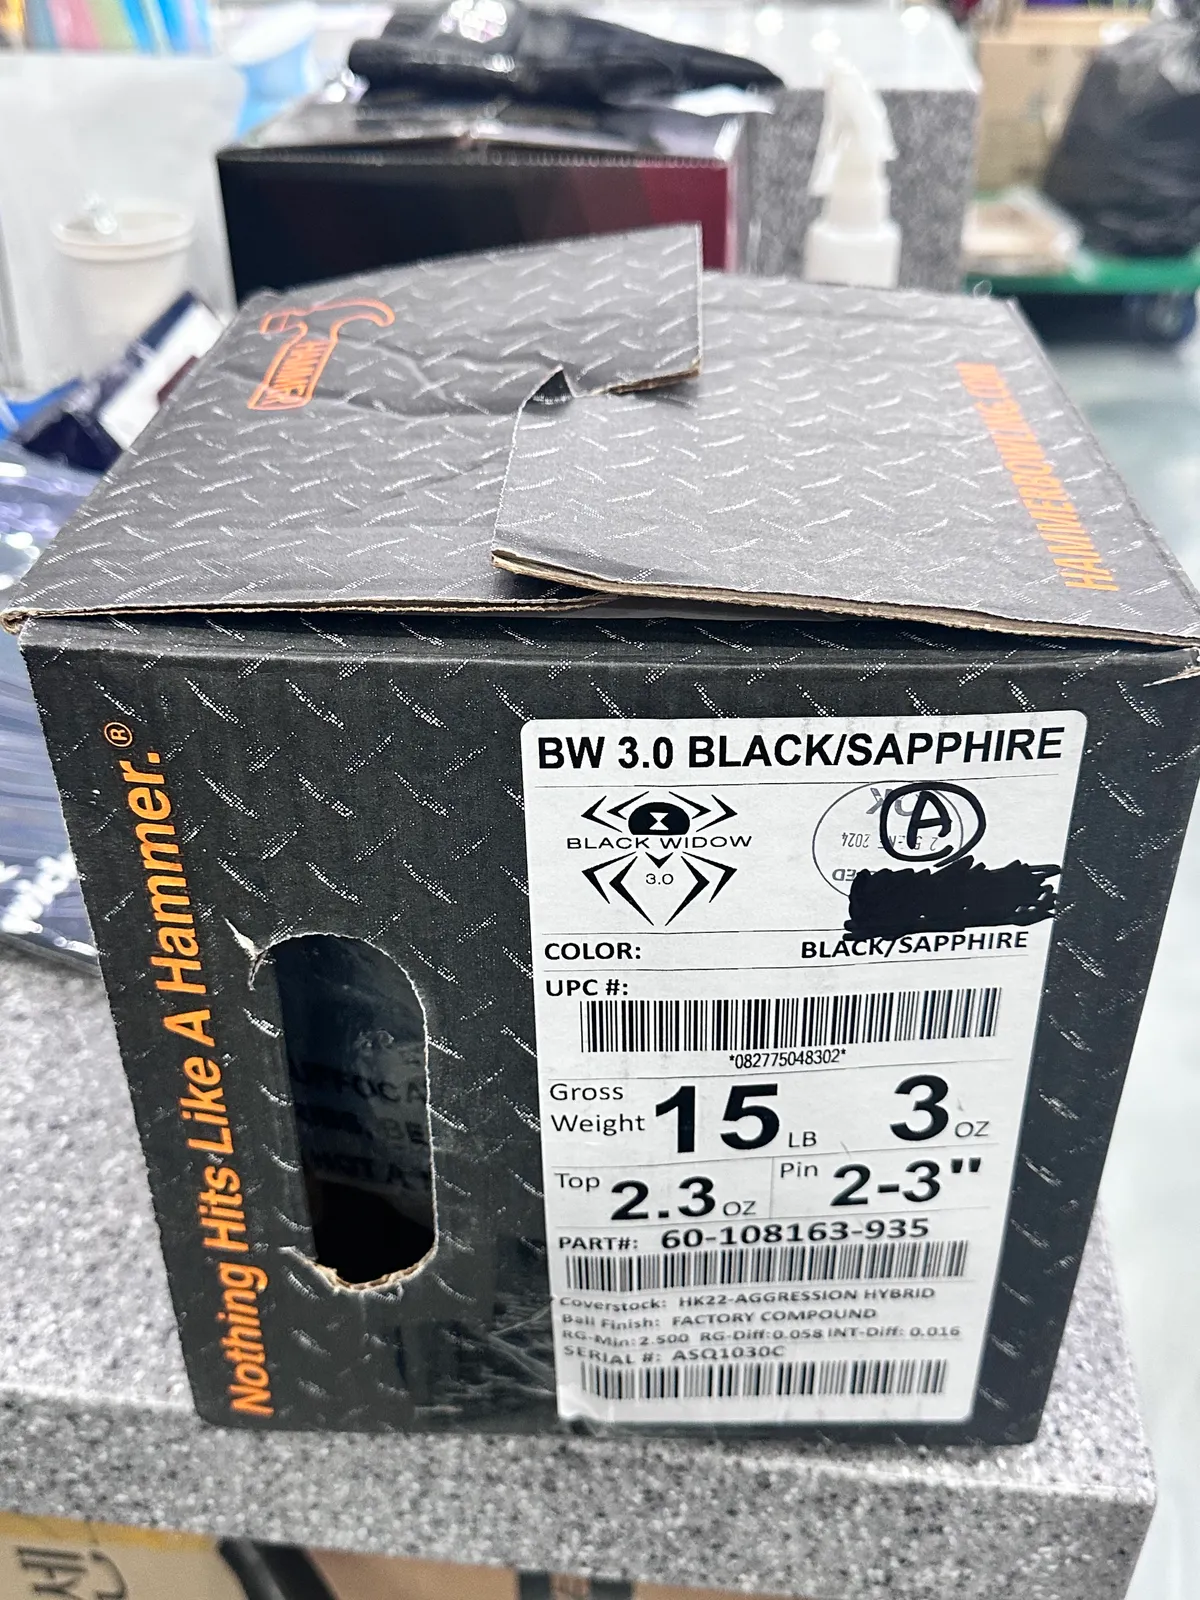 HAMMER
HAMMERBOWLING.COM
Nothing Hits Like A Hammer.®
BW 3.0 BLACK/SAPPHIRE
BLACK WIDOW
3.0
OK
A
2024
COLOR: BLACK/SAPPHIRE
UPC #:
*082775048302*
Gross Weight 15 LB 3 OZ
Top 2.3 OZ Pin 2-3"
PART#: 60-108163-935
Coverstock: HK22-AGGRESSION HYBRID
Ball Finish: FACTORY COMPOUND
RG-Min: 2.500 RG-Diff: 0.058 INT-Diff: 0.016
SERIAL #: ASQ1030C